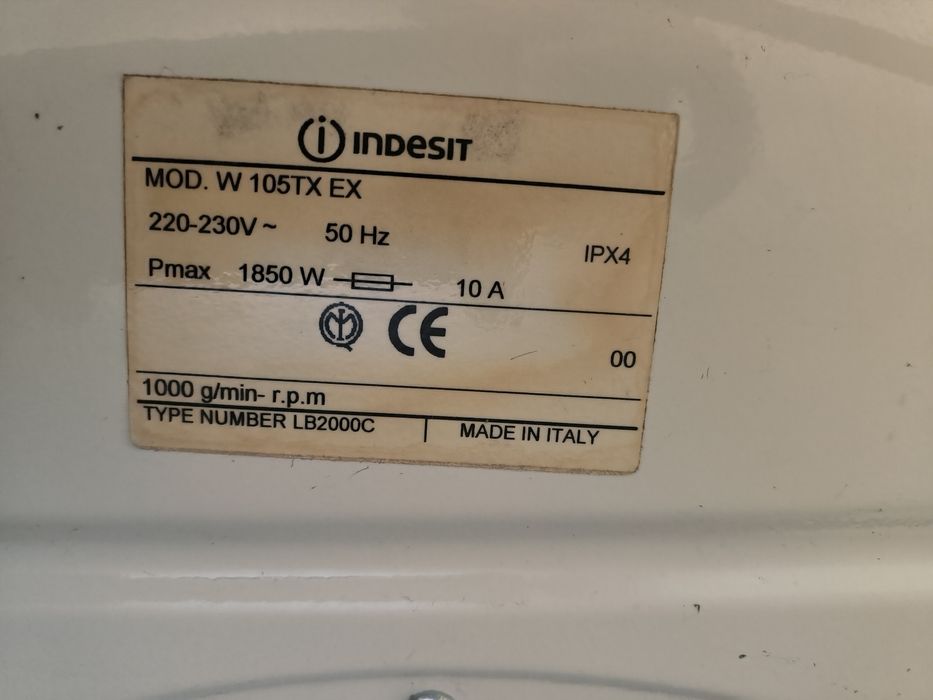 INDESIT
MOD. W 105TX EX
220-230V ~ 50 Hz IPX4
Pmax 1850 W 10 A
CE
00
1000 g/min- r.p.m
TYPE NUMBER LB2000C MADE IN ITALY